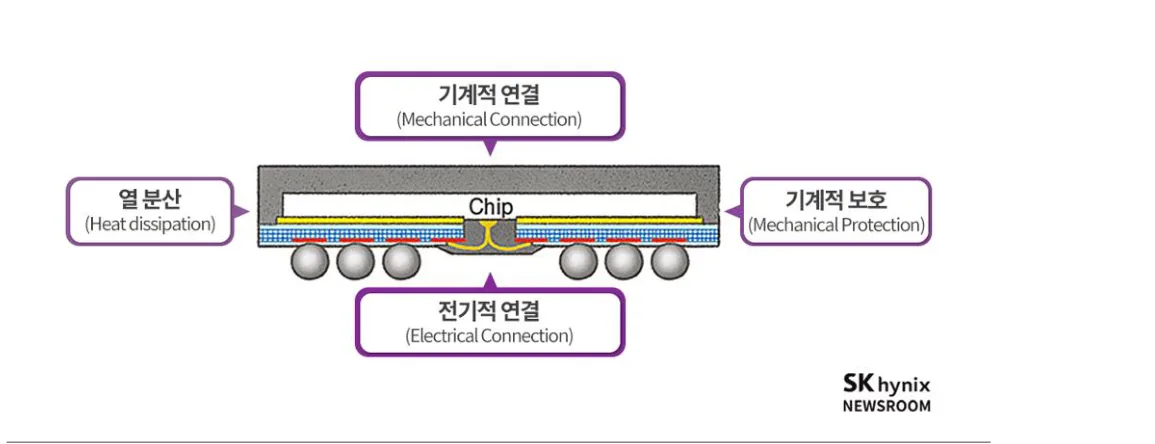 기계적 연결
(Mechanical Connection)
열 분산
(Heat dissipation)
Chip
기계적 보호
(Mechanical Protection)
전기적 연결
(Electrical Connection)
SK hynix
NEWSROOM